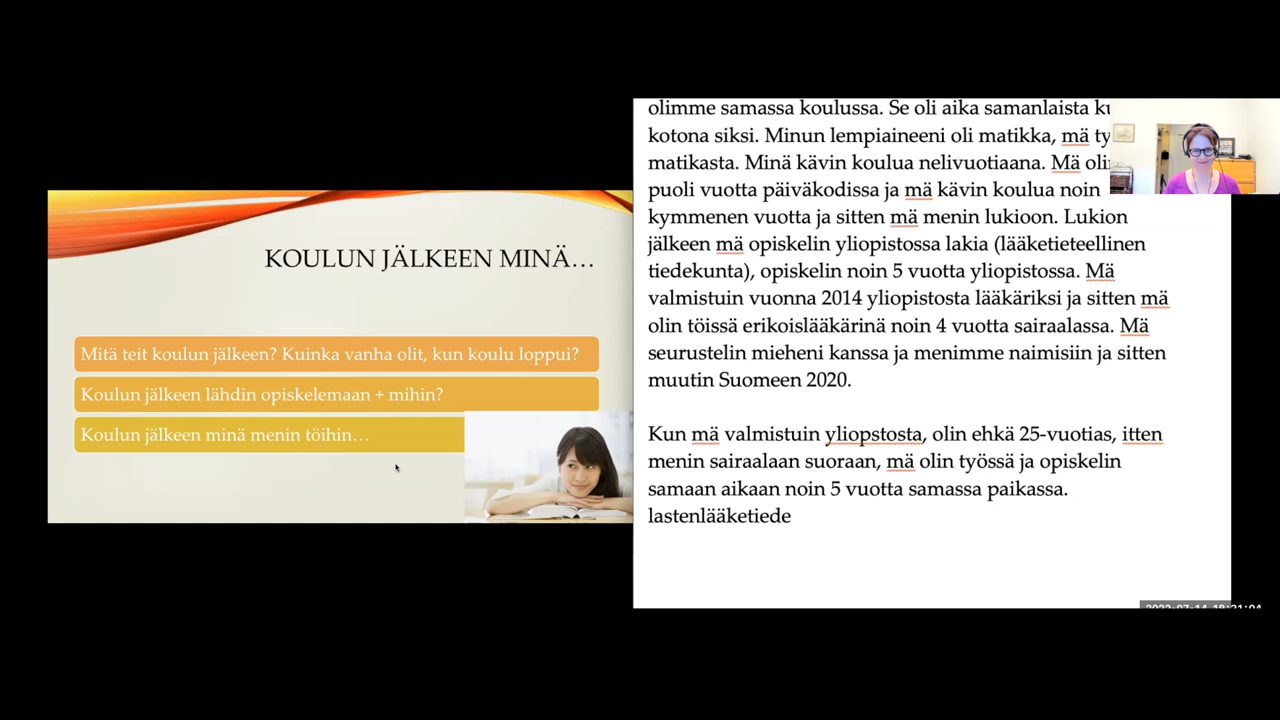 KOULUN JÄLKEEN MINÄ…
Mitä teit koulun jälkeen? Kuinka vanha olit, kun koulu loppui?
Koulun jälkeen lähdin opiskelemaan + mihin?
Koulun jälkeen minä menin töihin…
olimme samassa koulussa. Se oli aika samanlaista
kotona siksi. Minun lempiaineeni oli matikka, mä
matikasta. Minä kävin koulua nelivuotiaana. Mä
puoli vuotta päiväkodissa ja mä kävin koulua noin
kymmenen vuotta ja sitten mä menin lukioon. Lukion
jälkeen mä opiskelin yliopistossa lakia (lääketieteellinen
tiedekunta), opiskelin noin 5 vuotta yliopistossa. Mä
valmistuin vuonna 2014 yliopistosta lääkäriksi ja sitten mä
olin töissä erikoislääkärinä noin 4 vuotta sairaalassa. Mä
seurustelin mieheni kanssa ja menimme naimisiin ja sitten
muutin Suomeen 2020.
Kun mä valmistuin yliopstosta, olin ehkä 25-vuotias, itten
menin sairaalaan suoraan, mä olin työssä ja opiskelin
samaan aikaan noin 5 vuotta samassa paikassa.
lastenlääketiede